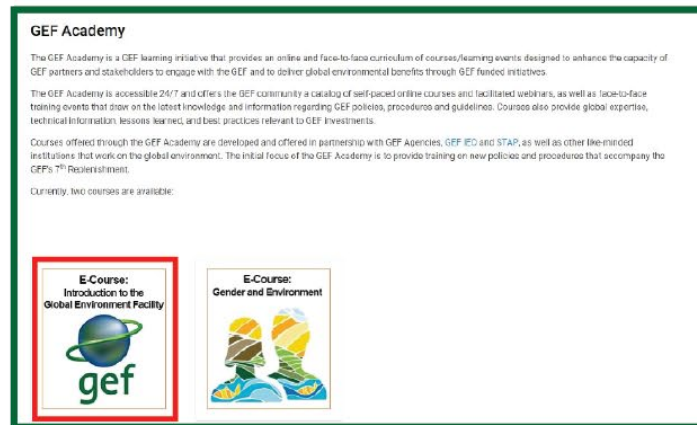 GEF Academy
The GEF Academy is a GEF learning initiative that provides an online and face-to-face curriculum of courses/learning events designed to enhance the capacity of
GEF partners and stakeholders to engage with the GEF and to deliver global environmental benefits through GEF funded initiatives.
The GEF Academy is accessible 24/7 and offers the GEF community a catalog of self-paced online courses and facilitated webinars, as well as face-to-face
training events that draw on the latest knowledge and information regarding GEF policies, procedures and guidelines. Courses also provide global expertise,
technical information, lessons learned, and best practices relevant to GEF investments.
Courses offered through the GEF Academy are developed and offered in partnership with GEF Agencies, GEF IEO and STAP, as well as other like-minded
institutions that work on the global environment. The initial focus of the GEF Academy is to provide training on new policies and procedures that accompany the
GEF's 7th Replenishment.
Currently, two courses are available:
E-Course:
Introduction to the
Global Environment Facility
gef
E-Course:
Gender and Environment